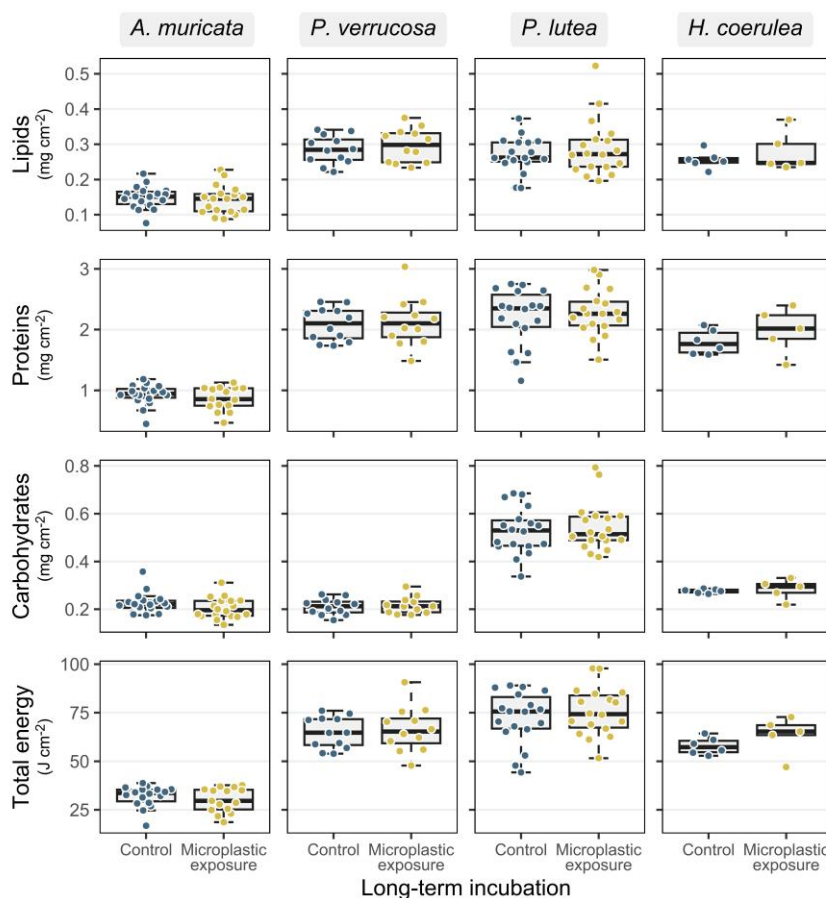 A. muricata P. verrucosa P. lutea H. coerulea
Lipids
(mg cm-2)
0.5
0.4
0.3
0.2
0.1
Proteins
(mg cm-2)
3
2
1
Carbohydrates
(mg cm-2)
0.8
0.6
0.4
0.2
Total energy
(J cm-2)
100
75
50
25
Control Microplastic exposure Control Microplastic exposure Control Microplastic exposure Control Microplastic exposure
Long-term incubation